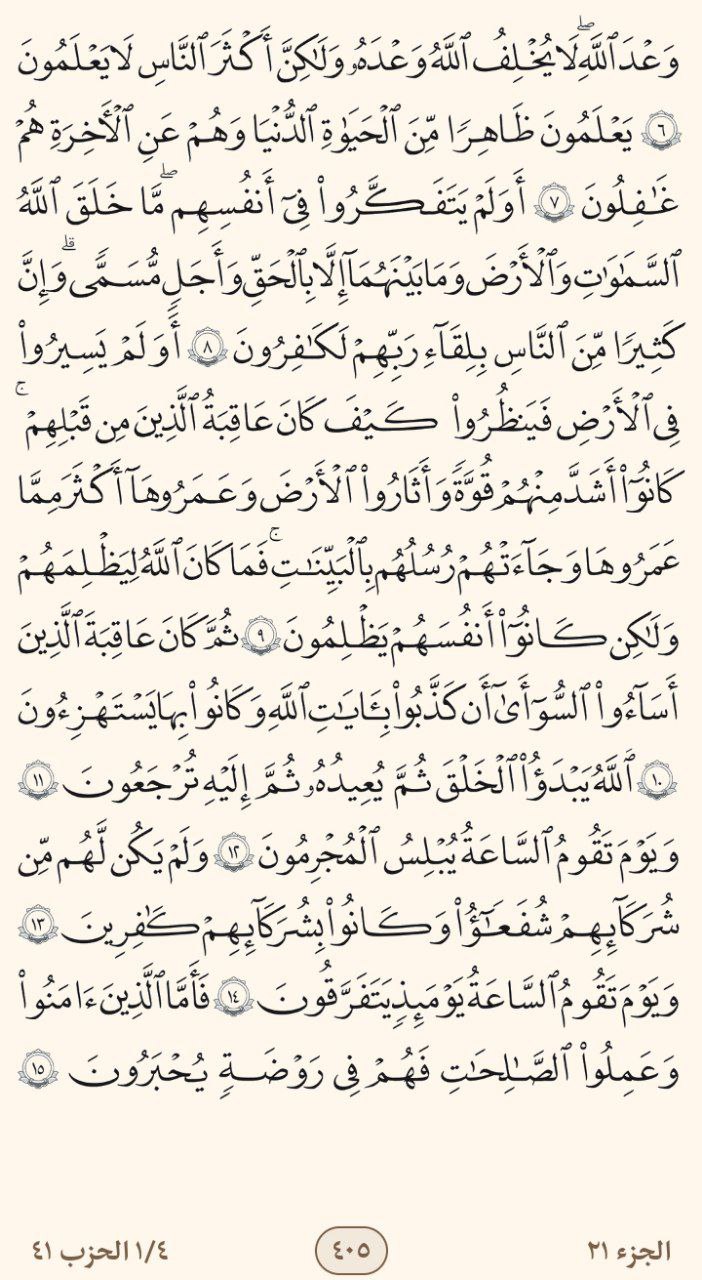 وَعْدَ ٱللَّهِۖ لَا يُخْلِفُ ٱللَّهُ وَعْدَهُۥ وَلَٰكِنَّ أَكْثَرَ ٱلنَّاسِ لَا يَعْلَمُونَ
٦ يَعْلَمُونَ ظَٰهِرًا مِّنَ ٱلْحَيَوٰةِ ٱلدُّنْيَا وَهُمْ عَنِ ٱلْأَخِرَةِ هُمْ
غَٰفِلُونَ ٧ أَوَلَمْ يَتَفَكَّرُوا۟ فِىٓ أَنفُسِهِمۖ مَّا خَلَقَ ٱللَّهُ
ٱلسَّمَٰوَٰتِ وَٱلْأَرْضَ وَمَا بَيْنَهُمَآ إِلَّا بِٱلْحَقِّ وَأَجَلٍ مُّسَمًّىۗ وَإِنَّ
كَثِيرًا مِّنَ ٱلنَّاسِ بِلِقَآءِ رَبِّهِمْ لَكَٰفِرُونَ ٨ أَوَلَمْ يَسِيرُوا۟
فِى ٱلْأَرْضِ فَيَنظُرُوا۟ كَيْفَ كَانَ عَٰقِبَةُ ٱلَّذِينَ مِن قَبْلِهِمْۚ
كَانُوٓا۟ أَشَدَّ مِنْهُمْ قُوَّةً وَأَثَارُوا۟ ٱلْأَرْضَ وَعَمَرُوهَآ أَكْثَرَ مِمَّا
عَمَرُوهَا وَجَآءَتْهُمْ رُسُلُهُم بِٱلْبَيِّنَٰتِۚ فَمَا كَانَ ٱللَّهُ لِيَظْلِمَهُمْ
وَلَٰكِن كَانُوٓا۟ أَنفُسَهُمْ يَظْلِمُونَ ٩ ثُمَّ كَانَ عَٰقِبَةَ ٱلَّذِينَ
أَسَٰٓـُٔوا۟ ٱلسُّوٓأَىٰٓ أَن كَذَّبُوا۟ بِـَٔايَٰتِ ٱللَّهِ وَكَانُوا۟ بِهَا يَسْتَهْزِءُونَ
١٠ ٱللَّهُ يَبْدَؤُا۟ ٱلْخَلْقَ ثُمَّ يُعِيدُهُۥ ثُمَّ إِلَيْهِ تُرْجَعُونَ ١١
وَيَوْمَ تَقُومُ ٱلسَّاعَةُ يُبْلِسُ ٱلْمُجْرِمُونَ ١٢ وَلَمْ يَكُن لَّهُم مِّن
شُرَكَآئِهِمْ شُفَعَٰٓؤُا۟ وَكَانُوا۟ بِشُرَكَآئِهِمْ كَٰفِرِينَ ١٣
وَيَوْمَ تَقُومُ ٱلسَّاعَةُ يَوْمَئِذٍ يَتَفَرَّقُونَ ١٤ فَأَمَّا ٱلَّذِينَ ءَامَنُوا۟
وَعَمِلُوا۟ ٱلصَّٰلِحَٰتِ فَهُمْ فِى رَوْضَةٍ يُحْبَرُونَ ١٥
الجزء ٢١ ٤٠٥ ١/٤ الحزب ٤١